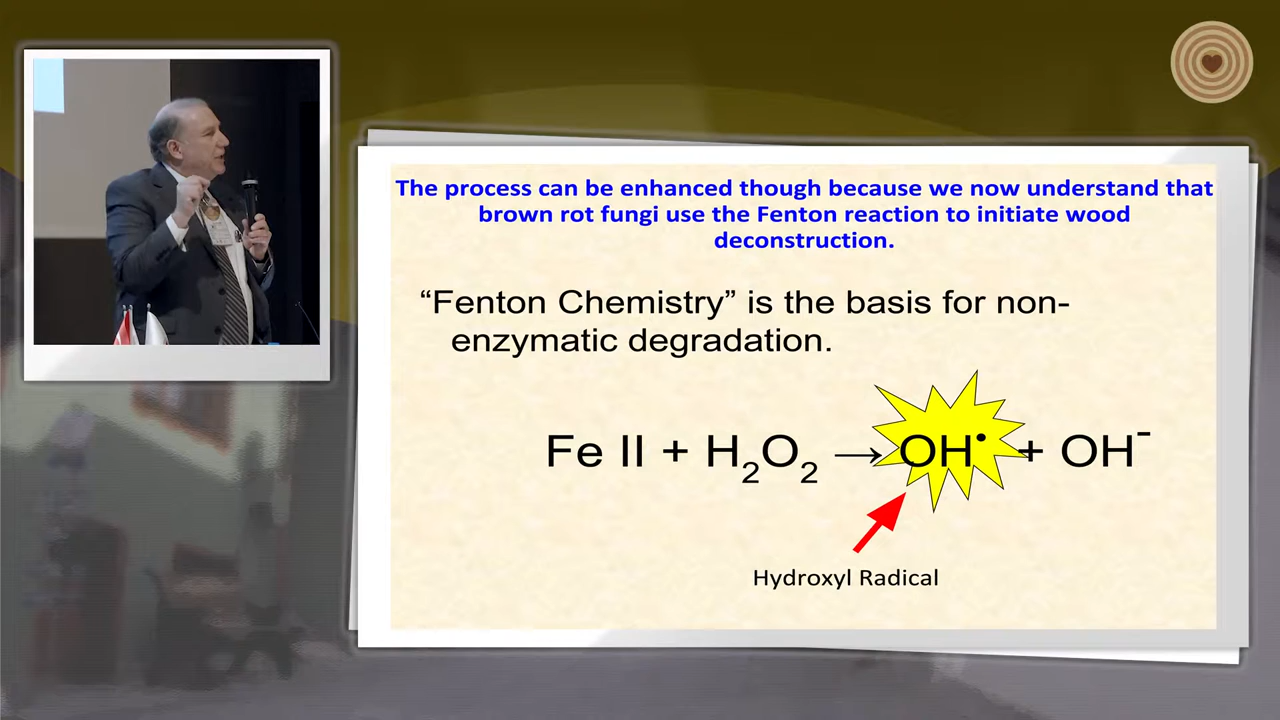 The process can be enhanced though because we now understand that
brown rot fungi use the Fenton reaction to initiate wood
deconstruction.
“Fenton Chemistry” is the basis for non-
enzymatic degradation.
Fe II + H₂O₂ → OH• + OH⁻
Hydroxyl Radical